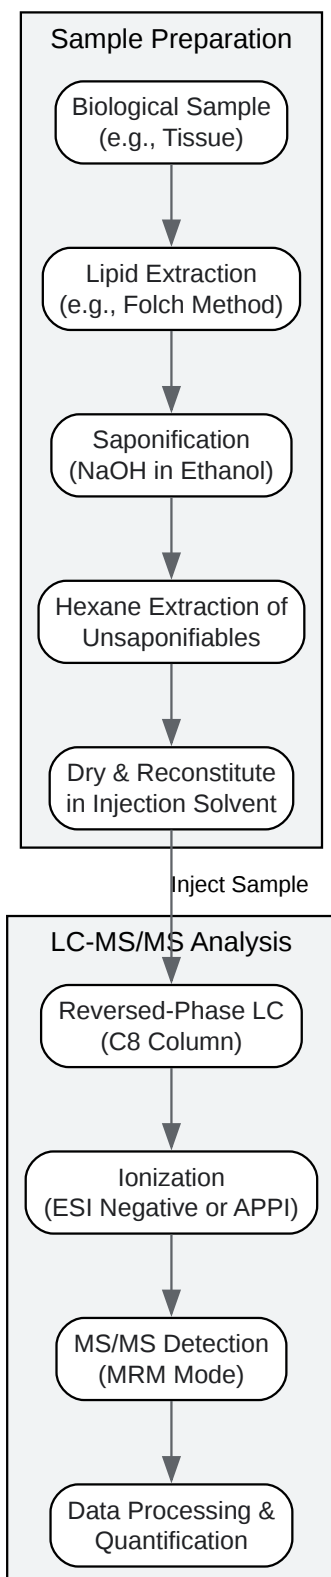 Sample Preparation
Biological Sample
(e.g., Tissue)
Lipid Extraction
(e.g., Folch Method)
Saponification
(NaOH in Ethanol)
Hexane Extraction of
Unsaponifiables
Dry & Reconstitute
in Injection Solvent
Inject Sample
LC-MS/MS Analysis
Reversed-Phase LC
(C8 Column)
Ionization
(ESI Negative or APPI)
MS/MS Detection
(MRM Mode)
Data Processing &
Quantification